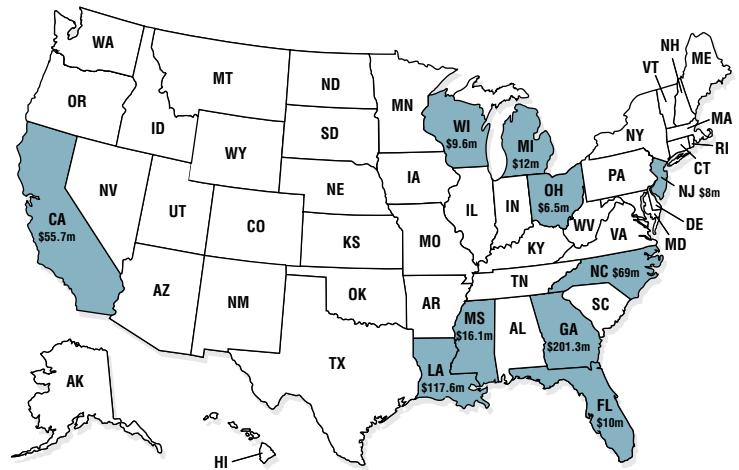 WA
MT
ND
MN
OR
ID
SD
WI
$9.6m
MI
$12m
NH
VT
ME
MA
NY
RI
CT
WY
IA
NE
PA
NJ $8m
NV
UT
CO
IL
IN
OH
$6.5m
DE
MD
CA
$55.7m
KS
MO
WV
VA
KY
AZ
NM
OK
AR
TN
NC $69m
SC
MS
$16.1m
AL
GA
$201.3m
TX
LA
$117.6m
FL
$10m
AK
HI